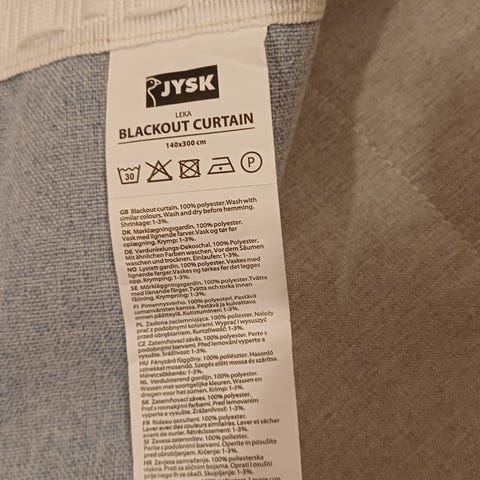 JYSK
LEKA
BLACKOUT CURTAIN
140x300 cm
30
P
GB Blackout curtain. 100% polyester. Wash with
similar colours. Wash and dry before hemming.
Shrinkage: 1-3%.
DK Mørklægningsgardin. 100% polyester.
Vask med lignende farver. Vask og tør før
oplægning. Krymp: 1-3%.
DE Verdunkelungs-Dekoschal. 100% Polyester.
Mit ähnlichen Farben waschen. Vor dem Säumen
waschen und trocknen. Einlaufen: 1-3%.
NO Lystett gardin. 100% polyester. Vaskes med
lignende farger. Vaskes og tørkes før det legges
opp. Krymping: 1-3%.
SE Mörkläggningsgardin. 100% polyester. Tvätta
med liknande färger. Tvätta och torka innan
fållning. Krympning: 1-3%.
FI Pimennysverho. 100% polyesteri. Pestävä
samanväristen kanssa. Pestävä ja kuivattava
ennen päättelyä. Kutistuminen: 1-3%.
PL Zasłona zaciemniająca. 100% poliester.
prać z podobnymi kolorami. Wyprać i wysuszyć
przed obrębianiem. Kurczliwość: 1-3%.
CZ Zatemňovací závěs. 100% polyester. Perte s
podobnými barvami. Před lemování vyperte a
vysušte. Srážlivost: 1-3%.
HU Fényzáró függöny. 100% poliészter. Hasonló
színekkel mosandó. Szegés előtt mossa és szárítsa.
Méretcsökkenés: 1-3%.
NL Verduisterend gordijn. 100% polyester.
Wassen met soortgelijke kleuren. Wassen en
drogen voor het zomen. Krimp: 1-3%.
SK Zatemňovací záves. 100% polyester.
Prať s rovnakými farbami. Pred lemovaním
vyperte a vysušte. Zrážanlivosť: 1-3%.
FR Rideau occultant. 100% polyester.
Laver avec des couleurs similaires. Laver et sécher
avant de ourler. Rétrécissement: 1-3%.
SI Zavesa zatemnitev. 100% poliester.
Perite s podobnimi barvami. Operite in posušite
pred obrobljanjem. Krčenje: 1-3%.
HR Zavjesa zamračenje. 100% poliesterska
vlakna. Prati sa sličnim bojama. Oprati i osušiti
prije nego ih se skati. Skupljanje: 1-3%.